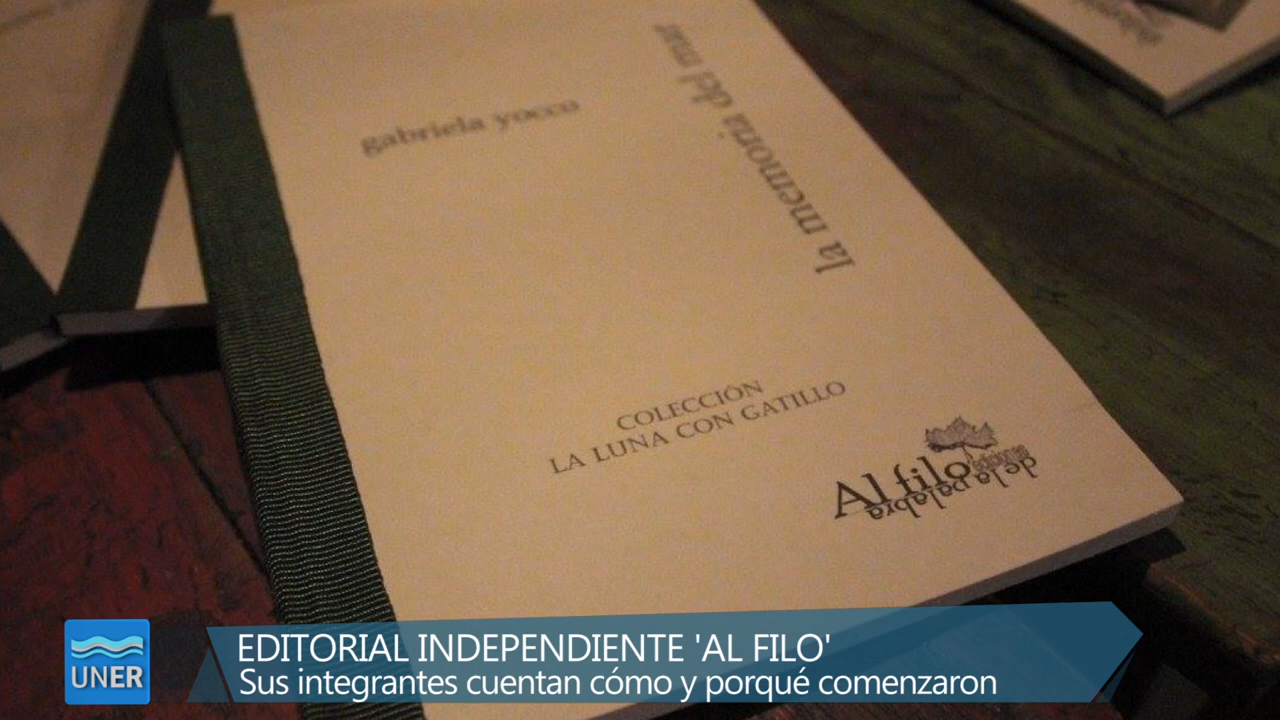 gabriela yocco
la memoria del mar
COLECCIÓN
LA LUNA CON GATILLO
Al filo
de la palabra
ediciones
UNER
EDITORIAL INDEPENDIENTE 'AL FILO'
Sus integrantes cuentan cómo y porqué comenzaron